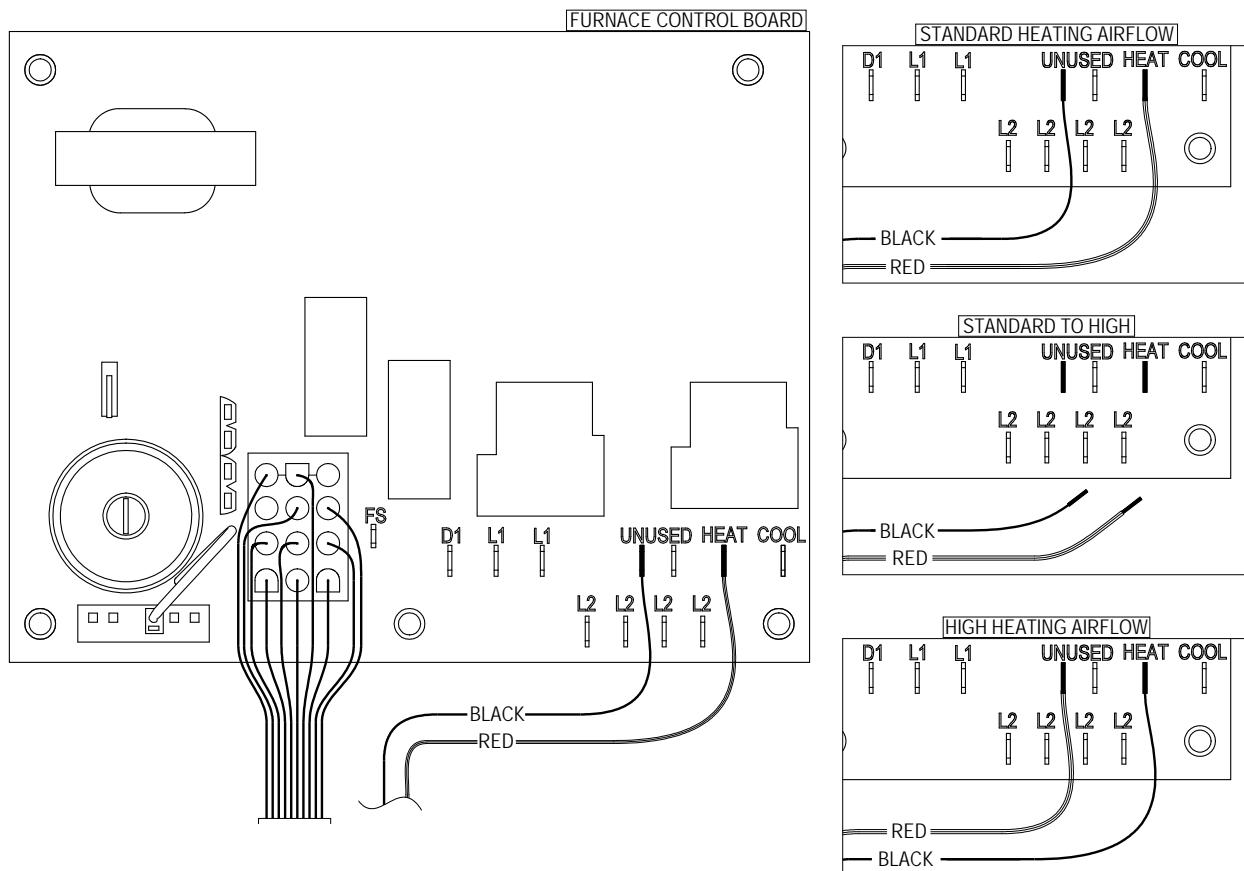 FURNACE CONTROL BOARD
FS
D1 L1 L1 UNUSED HEAT COOL
L2 L2 L2 L2
BLACK
RED
STANDARD HEATING AIRFLOW
D1 L1 L1 UNUSED HEAT COOL
L2 L2 L2 L2
BLACK
RED
STANDARD TO HIGH
D1 L1 L1 UNUSED HEAT COOL
L2 L2 L2 L2
BLACK
RED
HIGH HEATING AIRFLOW
D1 L1 L1 UNUSED HEAT COOL
L2 L2 L2 L2
RED
BLACK